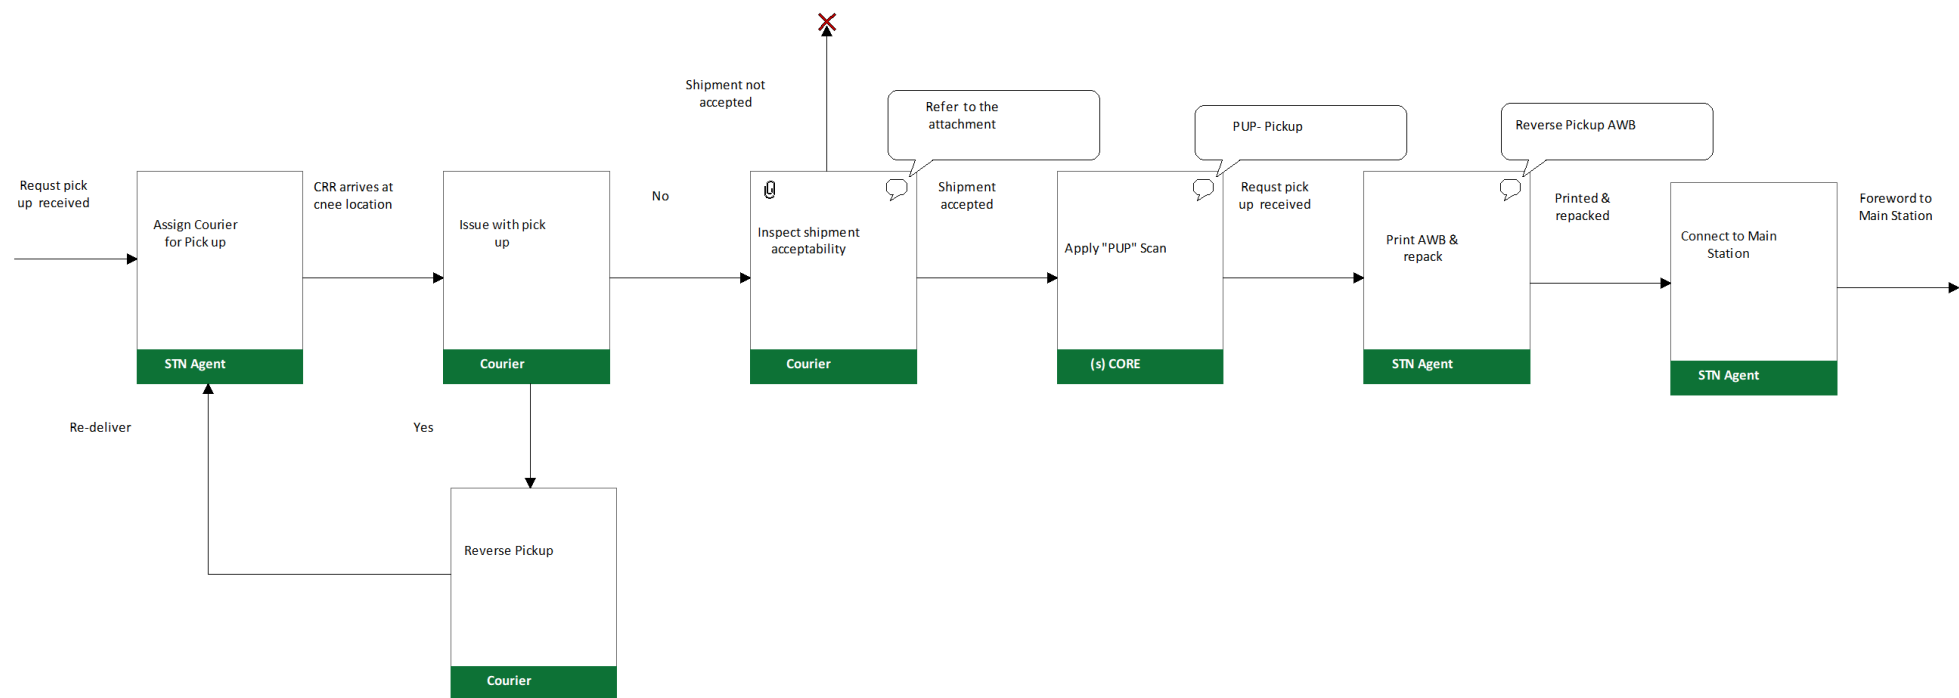 Shipment not
accepted
Refer to the
attachment
PUP- Pickup
Reverse Pickup AWB
Requst pick
up received
Assign Courier
for Pick up
STN Agent
CRR arrives at
cnee location
Issue with pick
up
Courier
No
Inspect shipment
acceptability
Courier
Shipment
accepted
Apply "PUP" Scan
(s) CORE
Requst pick
up received
Print AWB &
repack
STN Agent
Printed &
repacked
Connect to Main
Station
STN Agent
Foreword to
Main Station
Re-deliver
Yes
Reverse Pickup
Courier